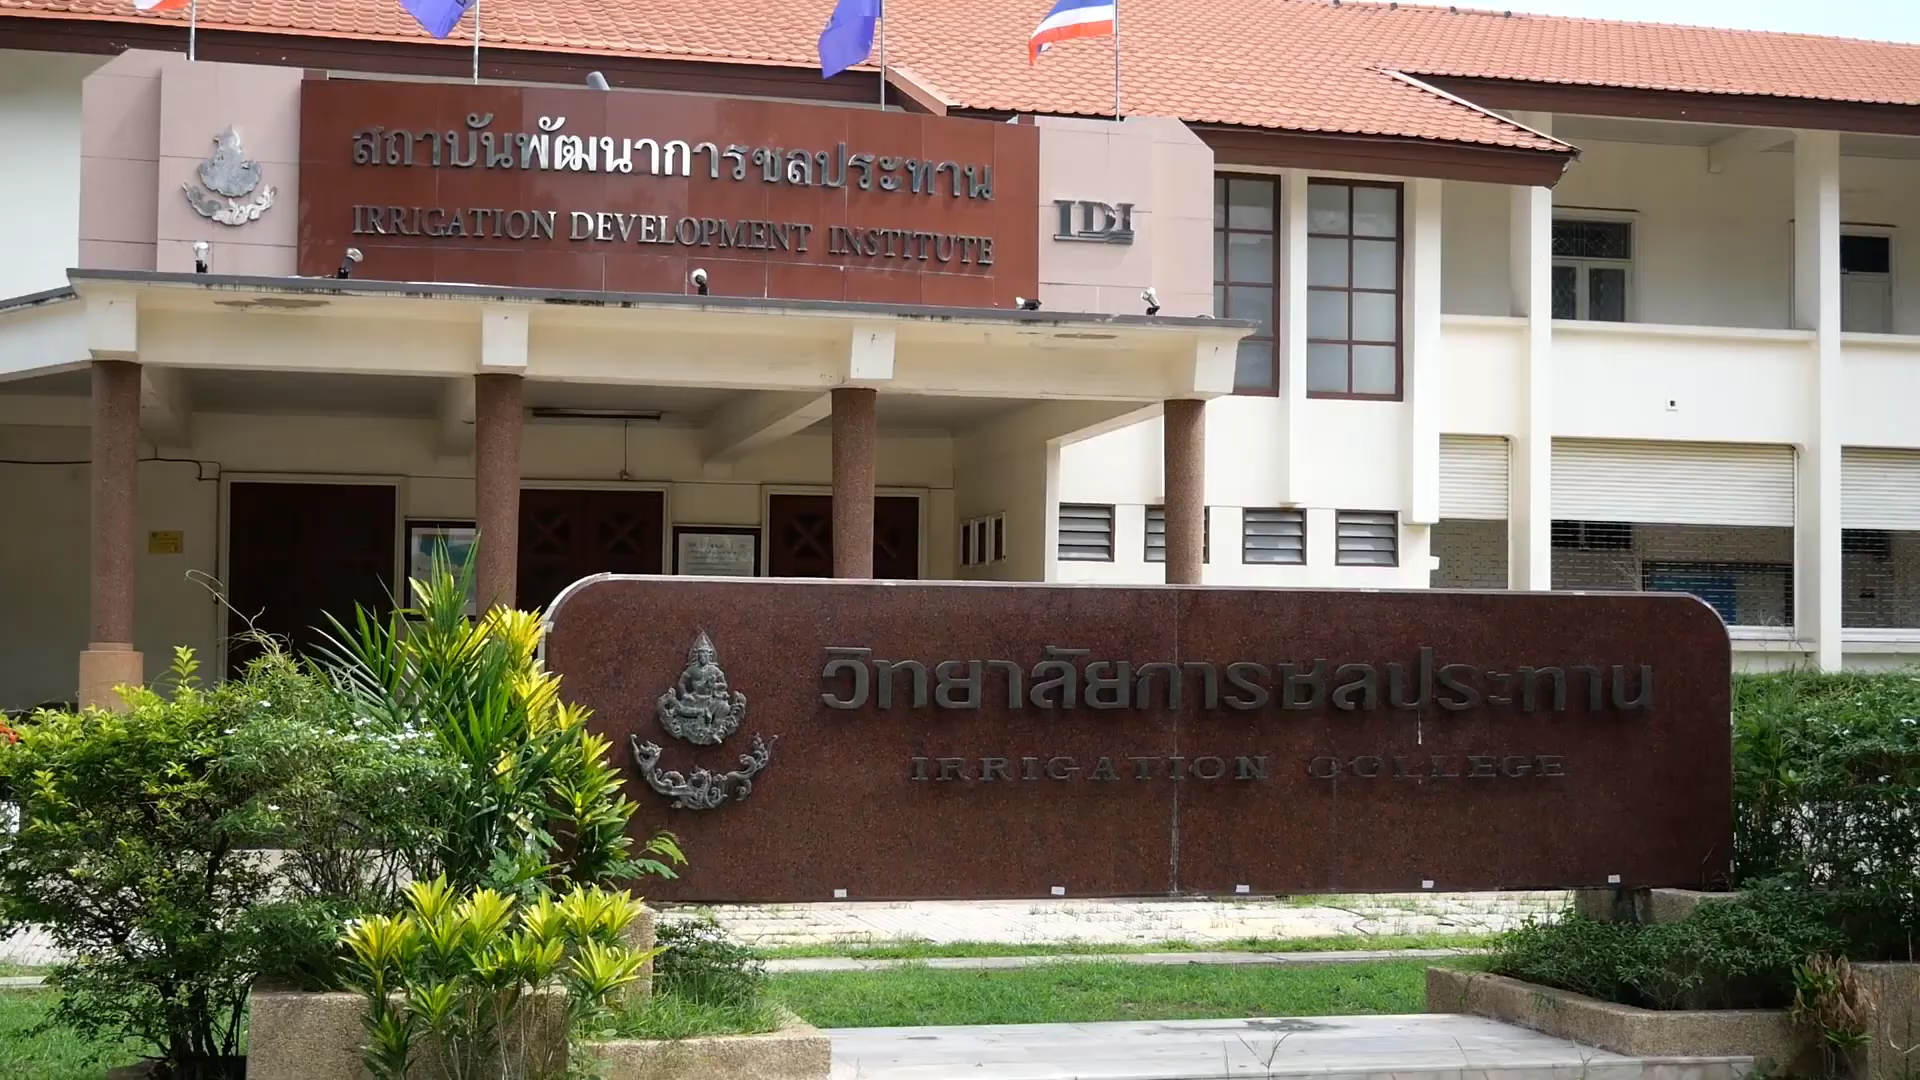 สถาบันพัฒนาการชลประทาน
IRRIGATION DEVELOPMENT INSTITUTE
IDI
วิทยาลัยการชลประทาน
IRRIGATION COLLEGE